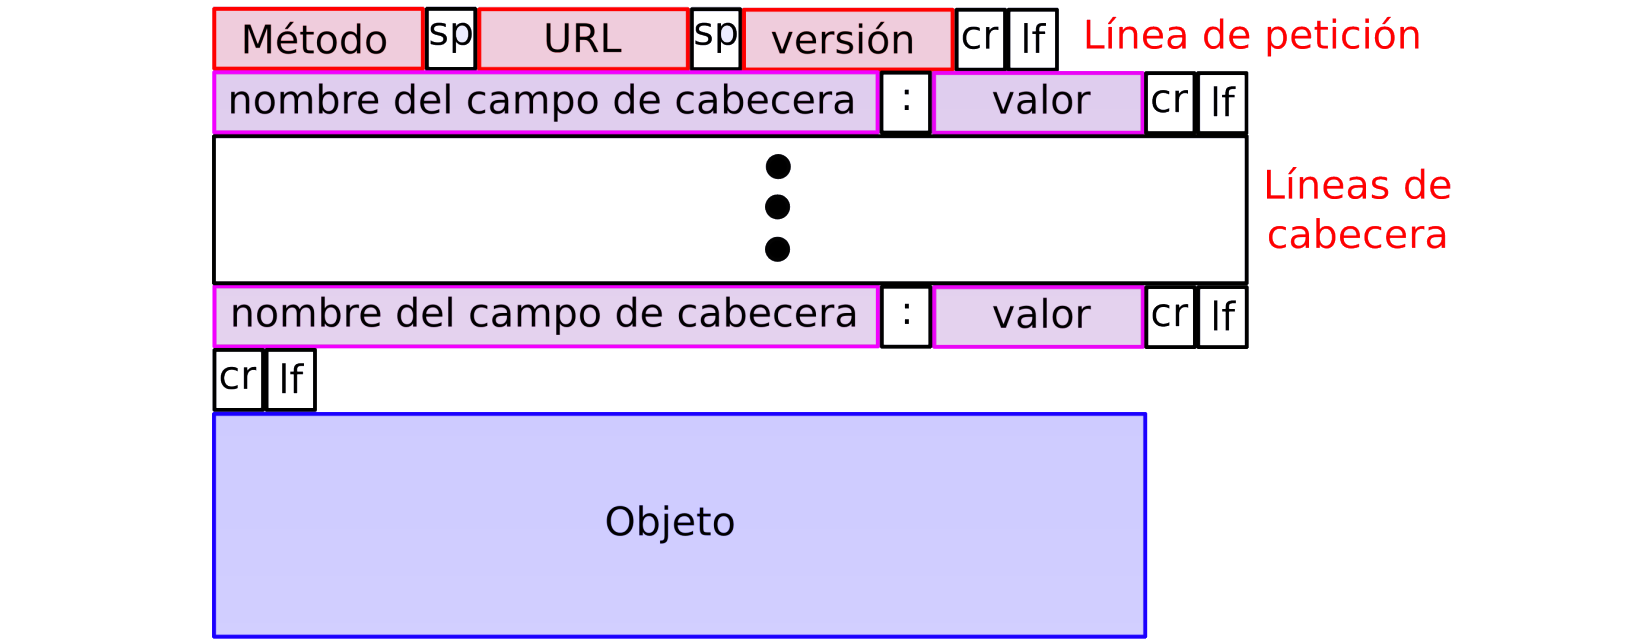 Método sp URL sp versión cr lf Línea de petición
nombre del campo de cabecera : valor cr lf
Líneas de
cabecera
nombre del campo de cabecera : valor cr lf
cr lf
Objeto